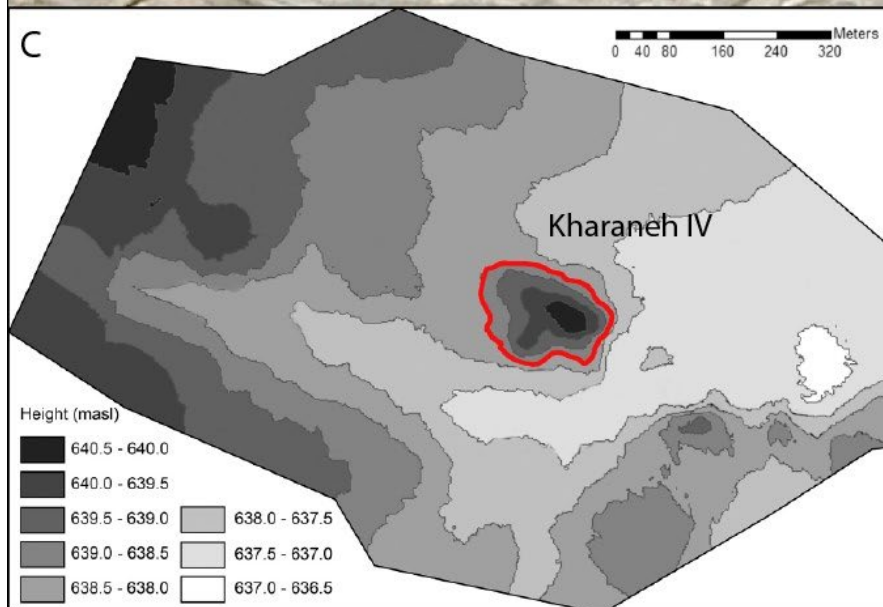 C
Meters
0 40 80 160 240 320
Kharaneh IV
Height (masl)
640.5 - 640.0
640.0 - 639.5
639.5 - 639.0
639.0 - 638.5
638.5 - 638.0
638.0 - 637.5
637.5 - 637.0
637.0 - 636.5